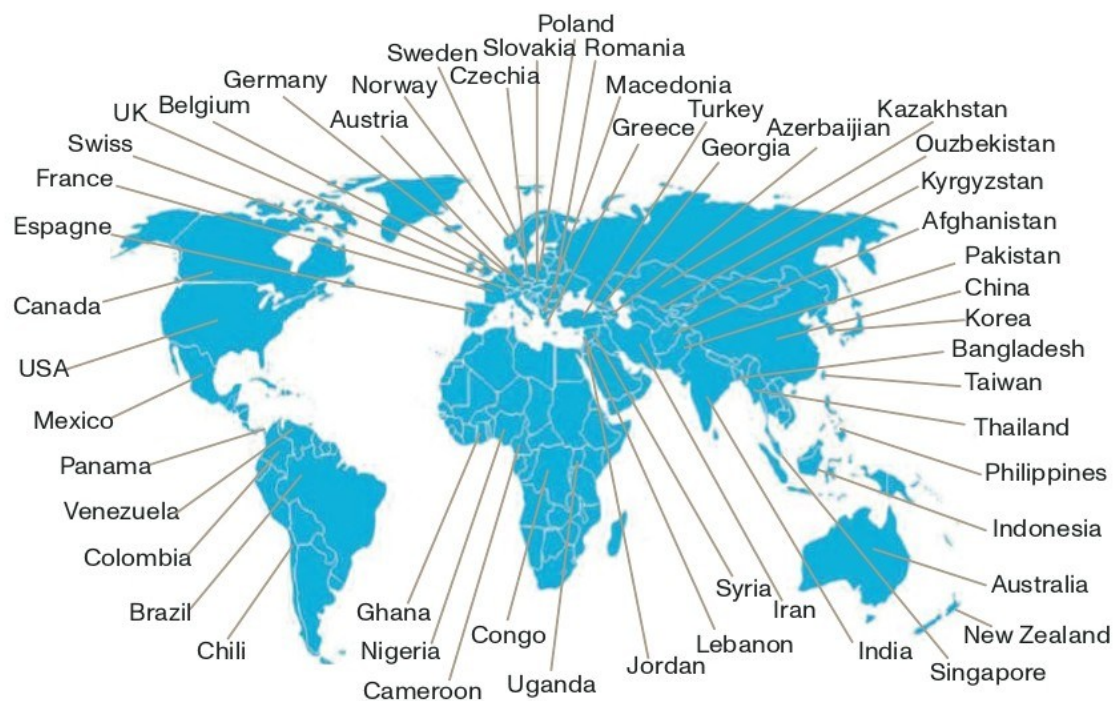 Poland
Sweden
Slovakia
Romania
Germany
Norway
Czechia
Macedonia
Belgium
UK
Austria
Greece
Turkey
Azerbaijian
Kazakhstan
Swiss
Georgia
Ouzbekistan
France
Kyrgyzstan
Espagne
Afghanistan
Pakistan
Canada
China
Korea
USA
Bangladesh
Taiwan
Mexico
Thailand
Panama
Philippines
Venezuela
Indonesia
Colombia
Australia
Brazil
Ghana
Syria
Iran
Chili
Nigeria
Congo
Lebanon
New Zealand
Cameroon
Uganda
Jordan
India
Singapore